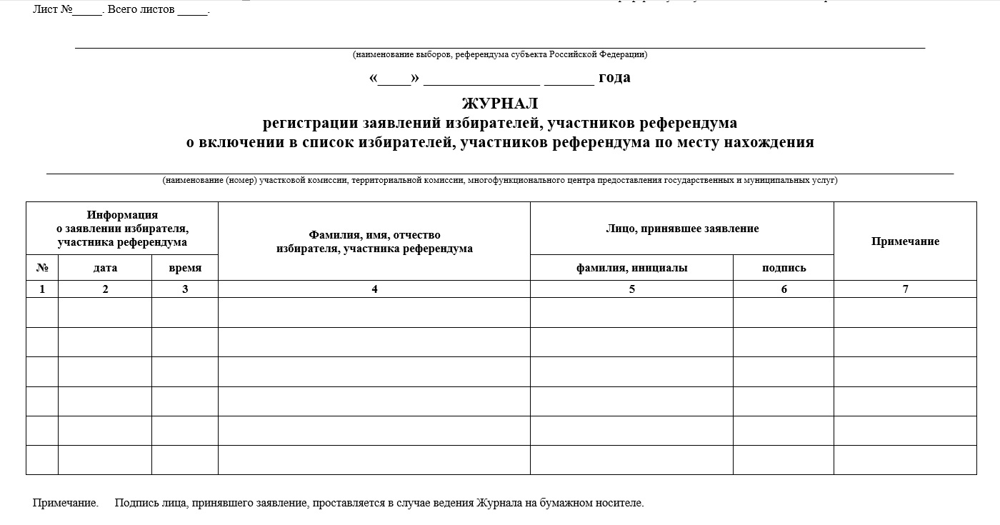 Лист №_____. Всего листов _____.
(наименование выборов, референдума субъекта Российской Федерации)
«____» ______________ ______ года
ЖУРНАЛ
регистрации заявлений избирателей, участников референдума
о включении в список избирателей, участников референдума по месту нахождения
(наименование (номер) участковой комиссии, территориальной комиссии, многофункционального центра предоставления государственных и муниципальных услуг)
Информация
о заявлении избирателя,
участника референдума
Фамилия, имя, отчество
избирателя, участника референдума
Лицо, принявшее заявление
Примечание
№ дата время фамилия, инициалы подпись
1 2 3 4 5 6 7
Примечание. Подпись лица, принявшего заявление, проставляется в случае ведения Журнала на бумажном носителе.